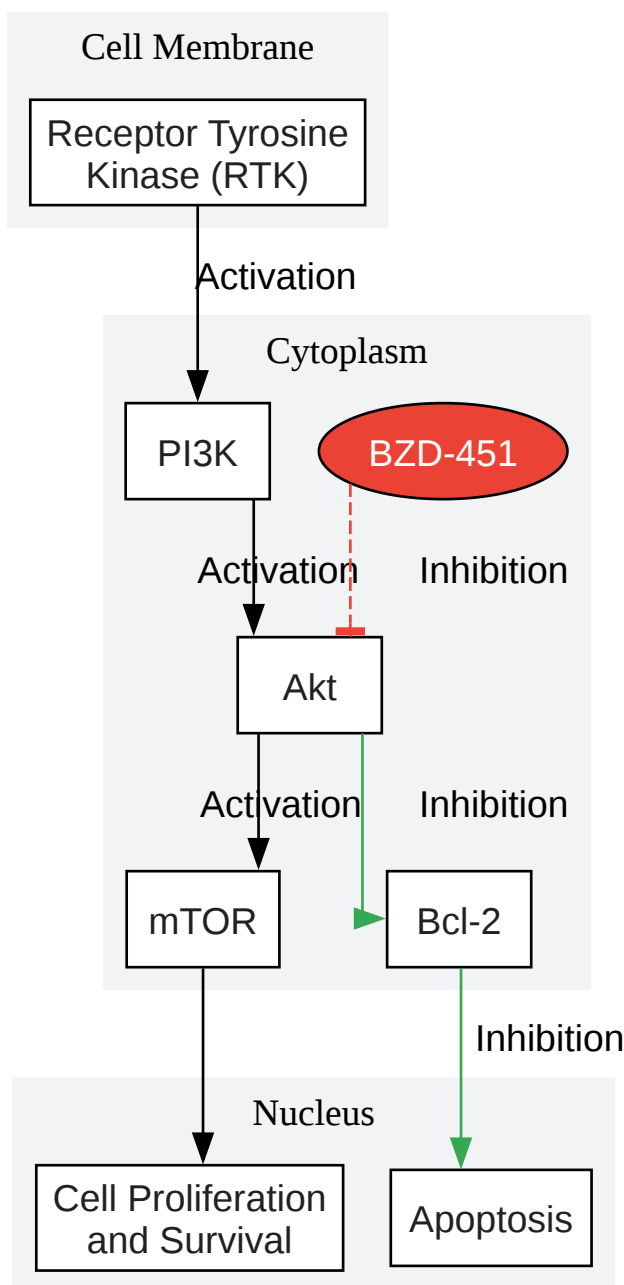 Cell Membrane
Receptor Tyrosine
Kinase (RTK)
Activation
Cytoplasm
PI3K
BZD-451
Activation
Inhibition
Akt
Activation
Inhibition
mTOR
Bcl-2
Inhibition
Nucleus
Cell Proliferation
and Survival
Apoptosis